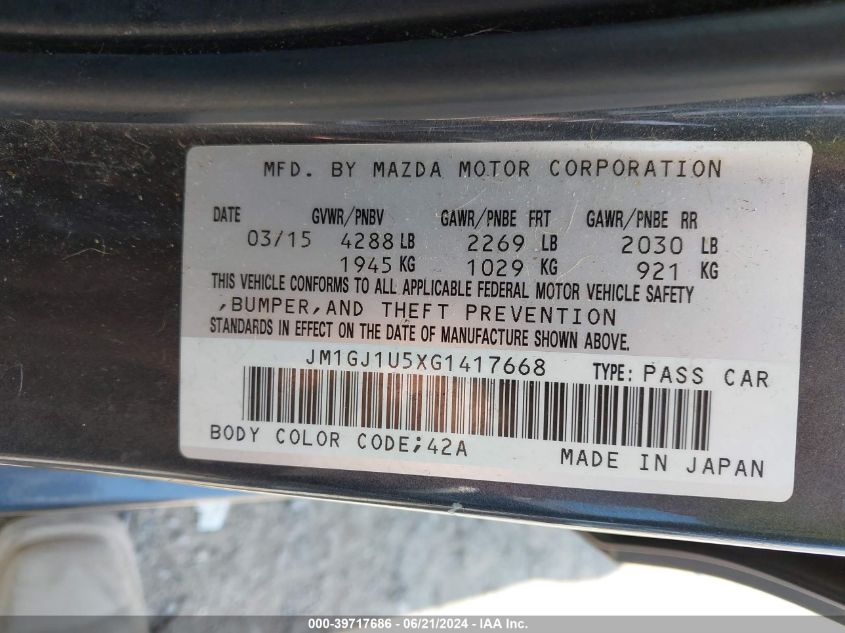 MFD. BY MAZDA MOTOR CORPORATION
DATE GVWR/PNBV GAWR/PNBE FRT GAWR/PNBE RR
03/15 4288 LB 2269 LB 2030 LB
1945 KG 1029 KG 921 KG
THIS VEHICLE CONFORMS TO ALL APPLICABLE FEDERAL MOTOR VEHICLE SAFETY
,BUMPER,AND THEFT PREVENTION
STANDARDS IN EFFECT ON THE DATE OF MANUFACTURE SHOWN ABOVE.
JM1GJ1U5XG1417668 TYPE: PASS CAR
BODY COLOR CODE;42A MADE IN JAPAN
000-39717686 - 06/21/2024 - IAA Inc.